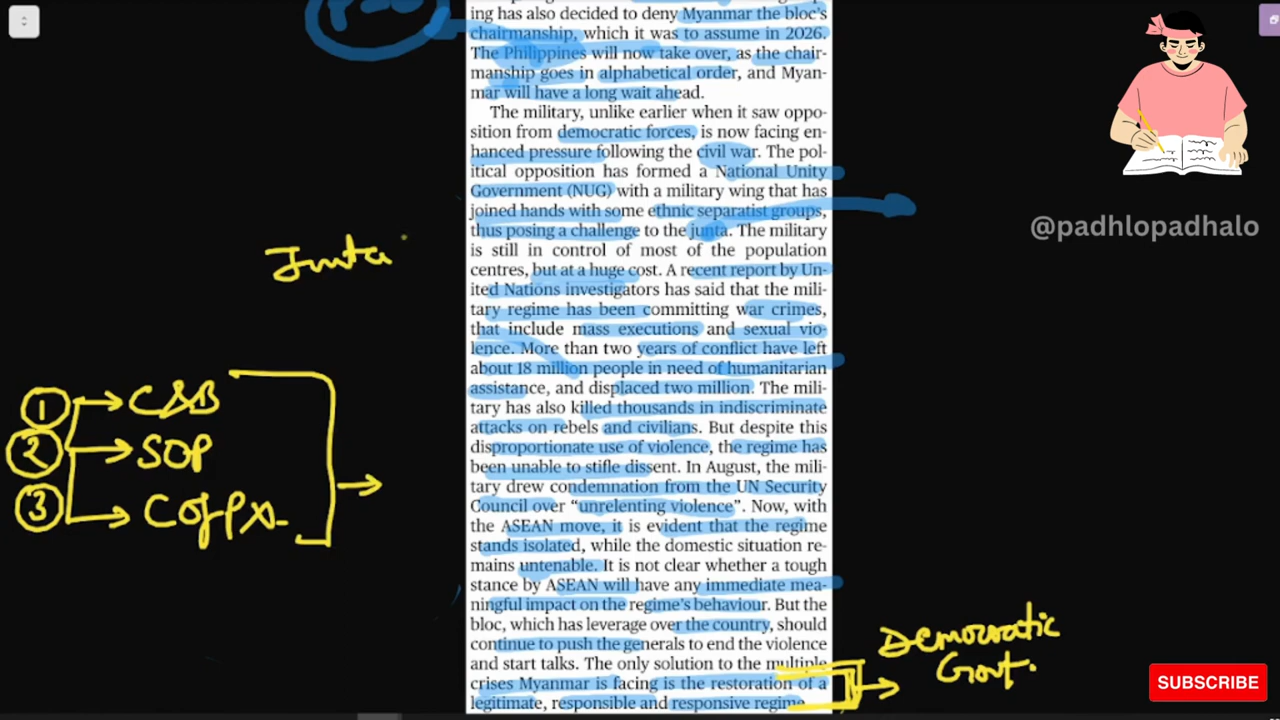 ing has also decided to deny Myanmar the bloc's
chairmanship, which it was to assume in 2026.
The Philippines will now take over, as the chair-
manship goes in alphabetical order, and Myan-
mar will have a long wait ahead.
The military, unlike earlier when it saw oppo-
sition from democratic forces, is now facing en-
hanced pressure following the civil war. The pol-
itical opposition has formed a National Unity
Government (NUG) with a military wing that has
joined hands with some ethnic separatist groups,
thus posing a challenge to the junta. The military
is still in control of most of the population
centres, but at a huge cost. A recent report by Un-
ited Nations investigators has said that the mili-
tary regime has been committing war crimes,
that include mass executions and sexual vio-
lence. More than two years of conflict have left
about 18 million people in need of humanitarian
assistance, and displaced two million. The mili-
tary has also killed thousands in indiscriminate
attacks on rebels and civilians. But despite this
disproportionate use of violence, the regime has
been unable to stifle dissent. In August, the mili-
tary drew condemnation from the UN Security
Council over “unrelenting violence”. Now, with
the ASEAN move, it is evident that the regime
stands isolated, while the domestic situation re-
mains untenable. It is not clear whether a tough
stance by ASEAN will have any immediate mea-
ningful impact on the regime's behaviour. But the
bloc, which has leverage over the country, should
continue to push the generals to end the violence
and start talks. The only solution to the multiple
crises Myanmar is facing is the restoration of a
legitimate, responsible and responsive regime.
Junta
1 → CSB
2 → SOP
3 →
Democratic
Govt.
@padhlopadhalo
SUBSCRIBE